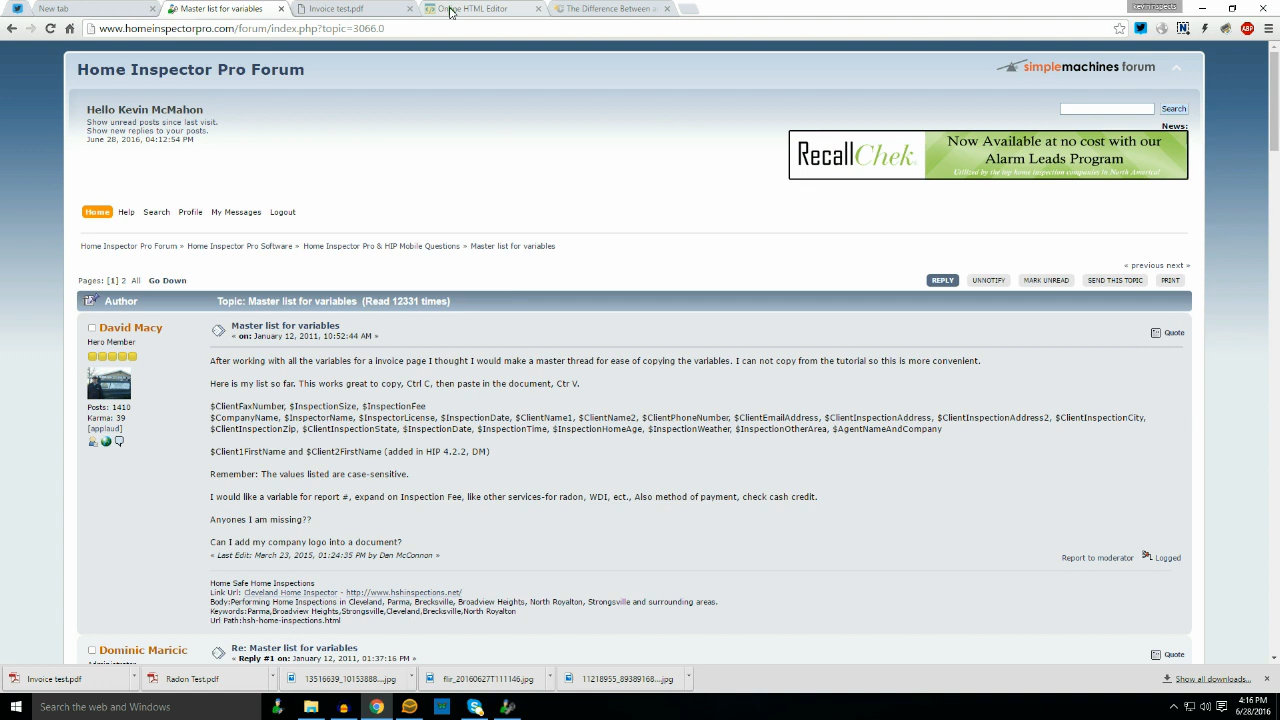 New tab
Master list for variables
Invoice test.pdf
HTML Editor
The Difference Between a
kevininspects
www.homeinspectorpro.com/forum/index.php?topic=3066.0
Home Inspector Pro Forum
simplemachines forum
Hello Kevin McMahon
Show unread posts since last visit.
Show new replies to your posts.
June 28, 2016, 04:12:54 PM
Search
News:
RecallChek
Now Available at no cost with our
Alarm Leads Program
Utilized by the top home inspection companies in North America!
Home Help Search Profile My Messages Logout
Home Inspector Pro Forum » Home Inspector Pro Software » Home Inspector Pro & HIP Mobile Questions » Master list for variables
« previous next »
Pages: [1] 2 All Go Down
REPLY UNNOTIFY MARK UNREAD SEND THIS TOPIC PRINT
Author Topic: Master list for variables (Read 12331 times)
David Macy
Hero Member
Posts: 1410
Karma: 39
[applaud]
Master list for variables
« on: January 12, 2011, 10:52:44 AM »
Quote
After working with all the variables for a invoice page I thought I would make a master thread for ease of copying the variables. I can not copy from the tutorial so this is more convenient.
Here is my list so far. This works great to copy, Ctrl C, then paste in the document, Ctr V.
$ClientFaxNumber, $InspectionSize, $InspectionFee
$CompanyName, $InspectorName, $InspectorLicense, $InspectionDate, $ClientName1, $ClientName2, $ClientPhoneNumber, $ClientEmailAddress, $ClientInspectionAddress, $ClientInspectionAddress2, $ClientInspectionCity,
$ClientInspectionZip, $ClientInspectionState, $InspectionDate, $InspectionTime, $InspectionHomeAge, $InspectionWeather, $InspectionOtherArea, $AgentNameAndCompany
$Client1FirstName and $Client2FirstName (added in HIP 4.2.2, DM)
Remember: The values listed are case-sensitive.
I would like a variable for report #, expand on Inspection Fee, like other services-for radon, WDI, ect., Also method of payment, check cash credit.
Anyones I am missing??
Can I add my company logo into a document?
« Last Edit: March 23, 2015, 01:24:35 PM by Dan McConnon »
Report to moderator Logged
Home Safe Home Inspections
Link Url: Cleveland Home Inspector - http://www.hshinspections.net/
Body:Performing Home Inspections in Cleveland, Parma, Brecksville, Broadview Heights, North Royalton, Strongsville and surrounding areas.
Keywords:Parma,Broadview Heights,Strongsville,Cleveland,Brecksville,North Royalton
Url Path:hsh-home-inspections.html
Dominic Maricic
Administrator
Re: Master list for variables
« Reply #1 on: January 12, 2011, 01:37:16 PM »
Quote
Invoice test.pdf
Radon Test.pdf
13516639_10153888....jpg
flir_20160627T111146.jpg
11218955_89389168....jpg
Show all downloads...
Search the web and Windows
4:16 PM
6/28/2016